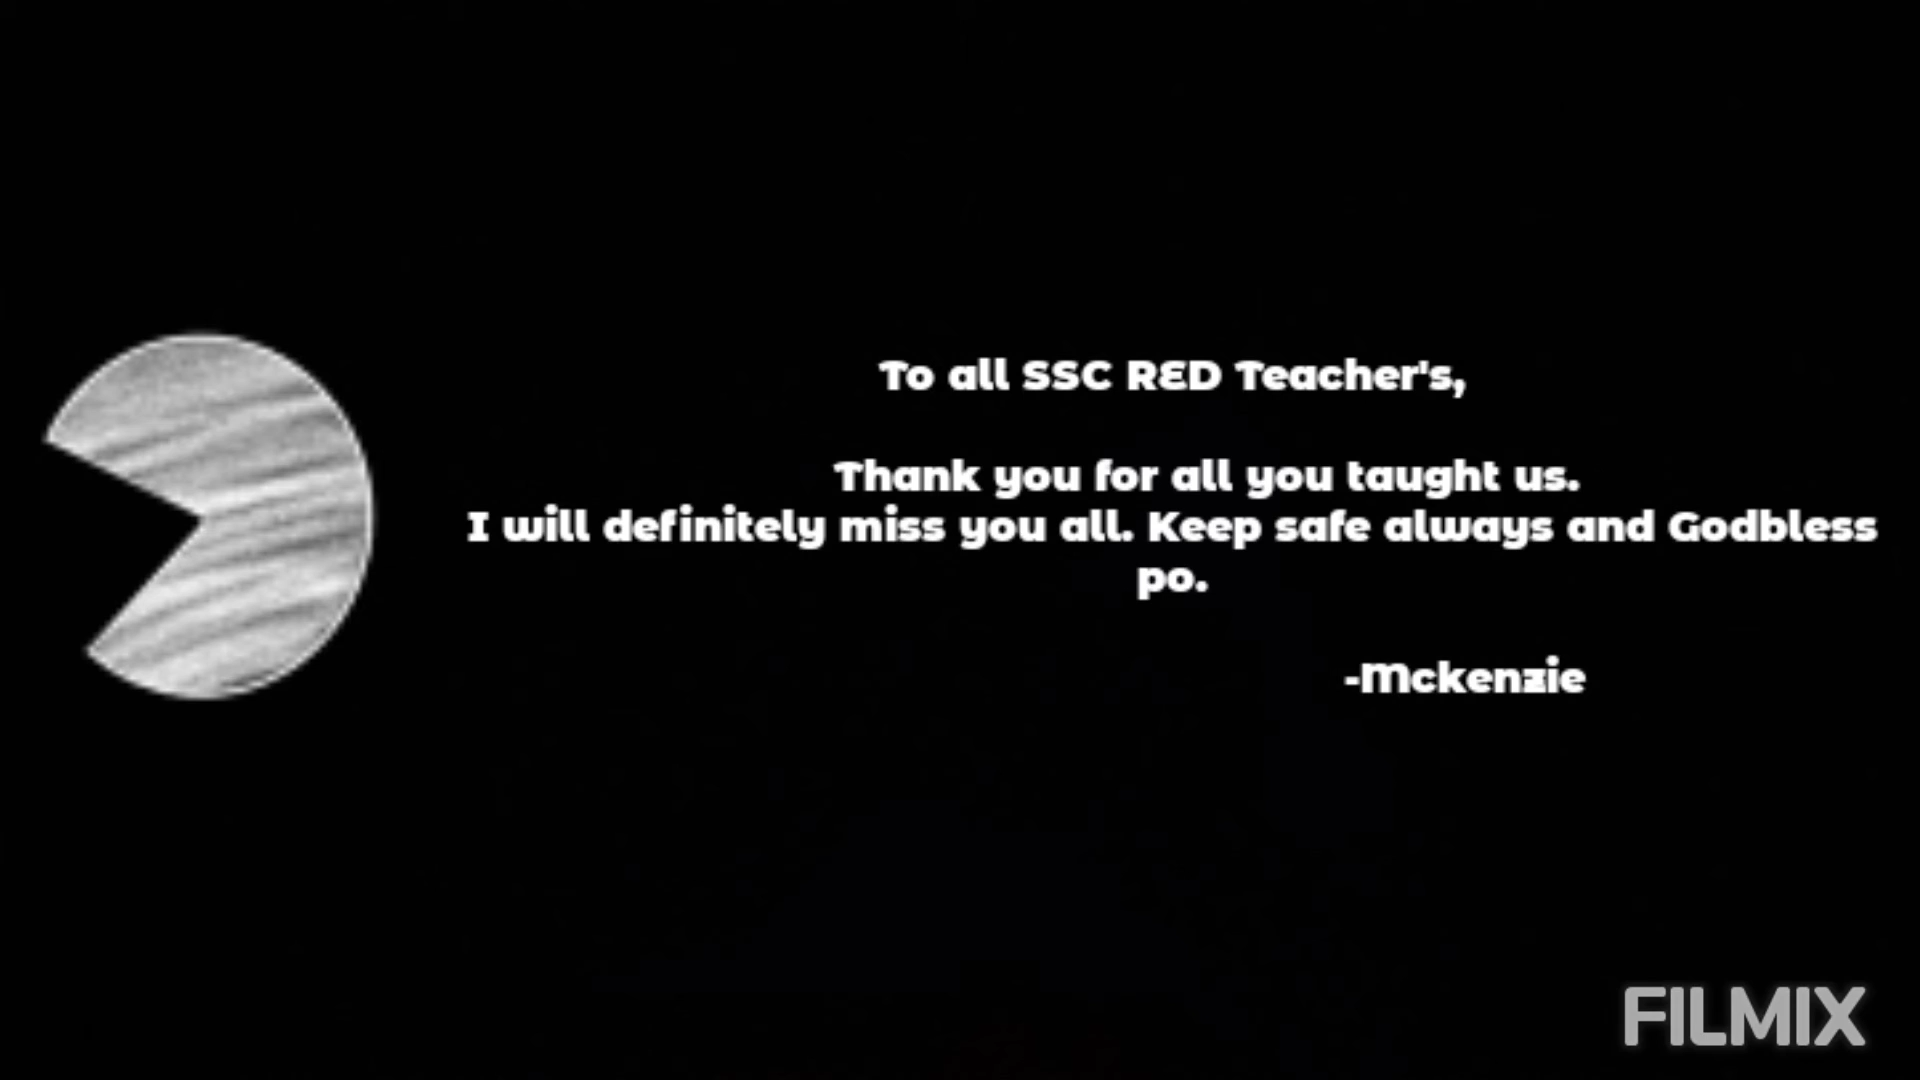 To all SSC RED Teacher's,
Thank you for all you taught us.
I will definitely miss you all. Keep safe always and Godbless
po.
-Mckenzie
FILMIX